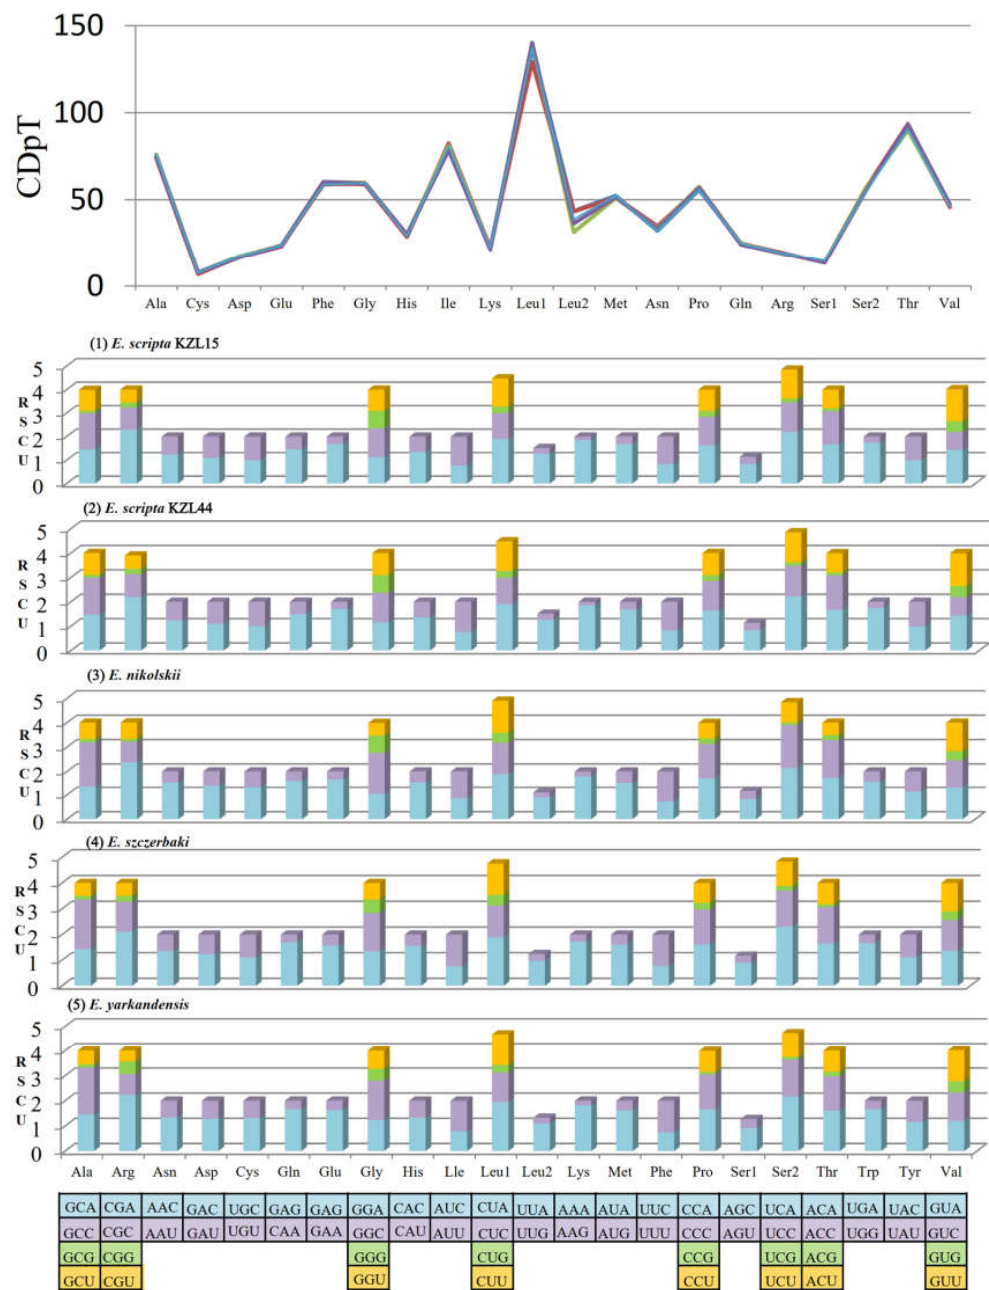 150
100
50
0
CDpT
Ala Cys Asp Glu Phe Gly His Ile Lys Leu1 Leu2 Met Asn Pro Gln Arg Ser1 Ser2 Thr Val
(1) E. scripta KZL15
5
4
3
2
1
0
R
S
C
U
(2) E. scripta KZL44
5
4
3
2
1
0
R
S
C
U
(3) E. nikolskii
5
4
3
2
1
0
R
S
C
U
(4) E. szczerbaki
5
4
3
2
1
0
R
S
C
U
(5) E. yarkandensis
5
4
3
2
1
0
R
S
C
U
Ala Arg Asn Asp Cys Gln Glu Gly His Lle Leu1 Leu2 Lys Met Phe Pro Ser1 Ser2 Thr Trp Tyr Val
GCA CGA AAC GAC UGC GAG GAG GGA CAC AUC CUA UUA AAA AUA UUC CCA AGC UCA ACA UGA UAC GUA
GCC CGC AAU GAU UGU CAA GAA GGC CAU AUU CUC UUG AAG AUG UUU CCC AGU UCC ACC UGG UAU GUC
GCG CGG GGG CUG CCG UCG ACG GUG
GCU CGU GGU CUU CCU UCU ACU GUU